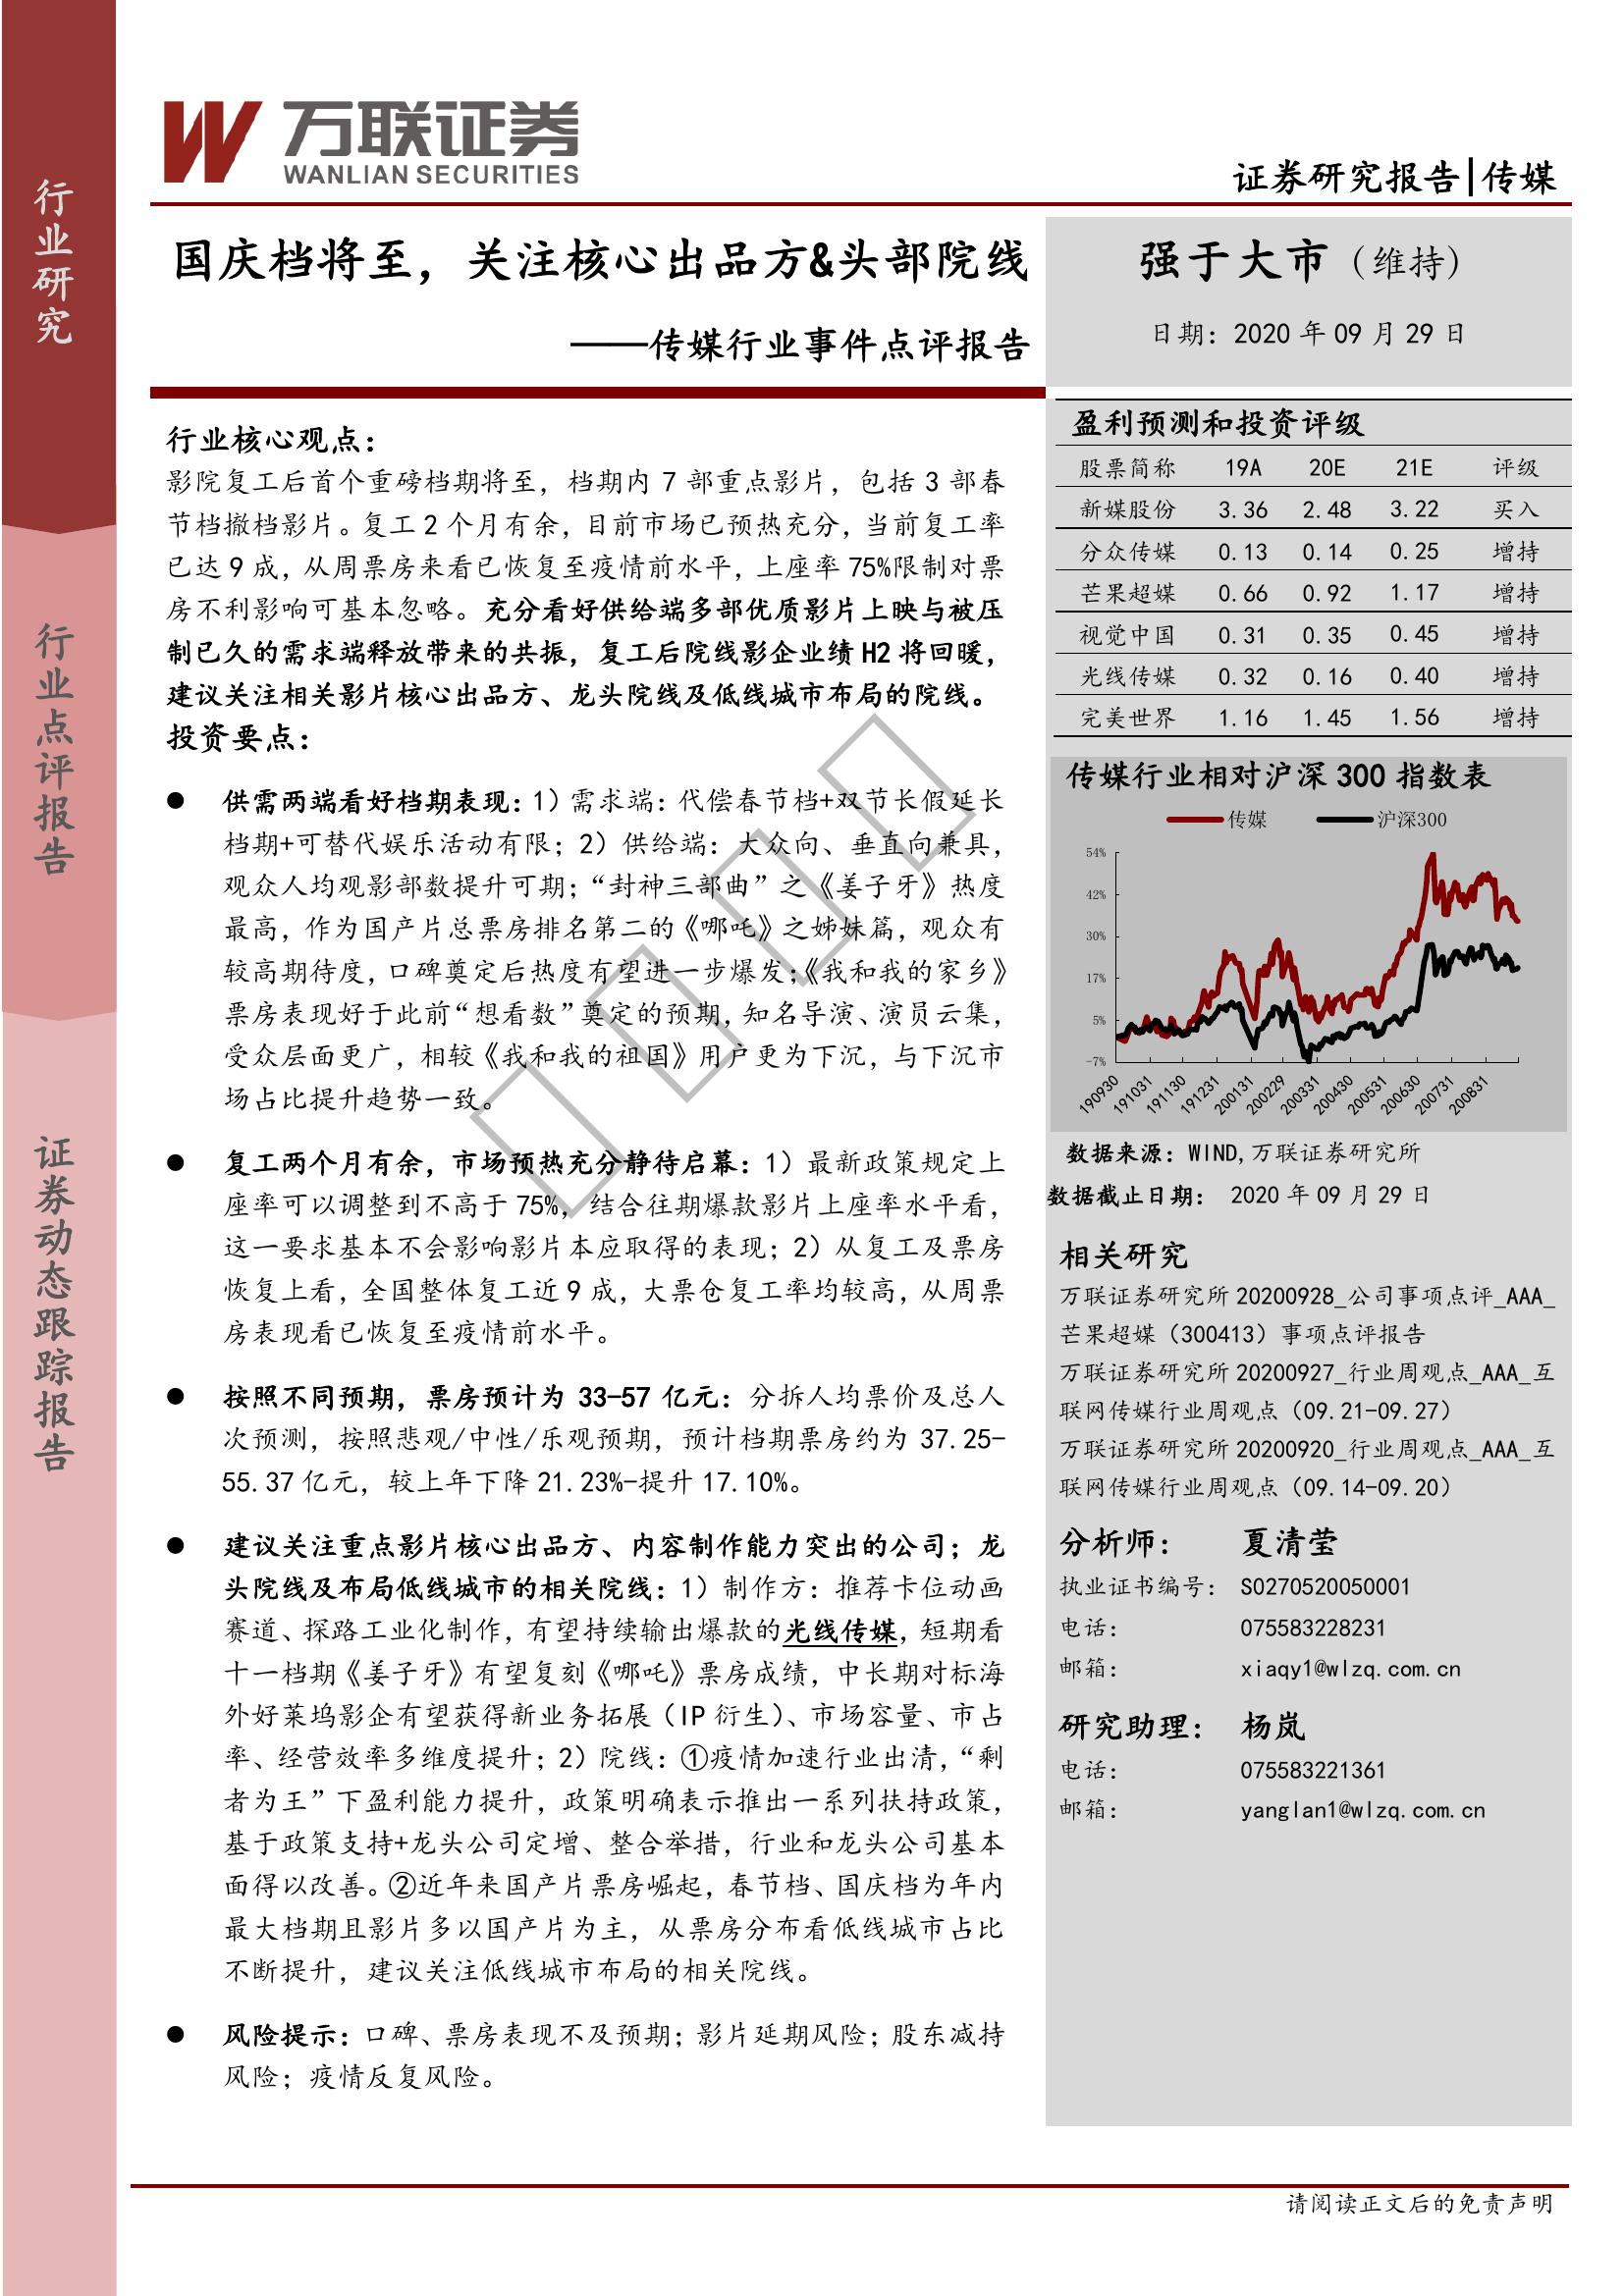 行业研究
行业点评报告
证券动态跟踪报告
万联证券
WANLIAN SECURITIES
证券研究报告|传媒
国庆档将至，关注核心出品方&头部院线
——传媒行业事件点评报告
强于大市（维持）
日期：2020 年 09 月 29 日
行业核心观点：
影院复工后首个重磅档期将至，档期内 7 部重点影片，包括 3 部春
节档撤档影片。复工 2 个月有余，目前市场已预热充分，当前复工率
已达 9 成，从周票房来看已恢复至疫情前水平，上座率 75%限制对票
房不利影响可基本忽略。充分看好供给端多部优质影片上映与被压
制已久的需求端释放带来的共振，复工后院线影企业绩 H2 将回暖，
建议关注相关影片核心出品方、龙头院线及低线城市布局的院线。
投资要点：
● 供需两端看好档期表现：1）需求端：代偿春节档+双节长假延长
档期+可替代娱乐活动有限；2）供给端：大众向、垂直向兼具，
观众人均观影部数提升可期；“封神三部曲”之《姜子牙》热度
最高，作为国产片总票房排名第二的《哪吒》之姊妹篇，观众有
较高期待度，口碑奠定后热度有望进一步爆发；《我和我的家乡》
票房表现好于此前“想看数”奠定的预期，知名导演、演员云集，
受众层面更广，相较《我和我的祖国》用户更为下沉，与下沉市
场占比提升趋势一致。
● 复工两个月有余，市场预热充分静待启幕：1）最新政策规定上
座率可以调整到不高于 75%，结合往期爆款影片上座率水平看，
这一要求基本不会影响影片本应取得的表现；2）从复工及票房
恢复上看，全国整体复工近 9 成，大票仓复工率均较高，从周票
房表现看已恢复至疫情前水平。
● 按照不同预期，票房预计为 33-57 亿元：分拆人均票价及总人
次预测，按照悲观/中性/乐观预期，预计档期票房约为 37.25-
55.37 亿元，较上年下降 21.23%-提升 17.10%。
● 建议关注重点影片核心出品方、内容制作能力突出的公司；龙
头院线及布局低线城市的相关院线：1）制作方：推荐卡位动画
赛道、探路工业化制作，有望持续输出爆款的光线传媒，短期看
十一档期《姜子牙》有望复刻《哪吒》票房成绩，中长期对标海
外好莱坞影企有望获得新业务拓展（IP 衍生）、市场容量、市占
率、经营效率多维度提升；2）院线：①疫情加速行业出清，“剩
者为王”下盈利能力提升，政策明确表示推出一系列扶持政策，
基于政策支持+龙头公司定增、整合举措，行业和龙头公司基本
面得以改善。②近年来国产片票房崛起，春节档、国庆档为年内
最大档期且影片多以国产片为主，从票房分布看低线城市占比
不断提升，建议关注低线城市布局的相关院线。
● 风险提示：口碑、票房表现不及预期；影片延期风险；股东减持
风险；疫情反复风险。
盈利预测和投资评级
股票简称 19A 20E 21E 评级
新媒股份 3.36 2.48 3.22 买入
分众传媒 0.13 0.14 0.25 增持
芒果超媒 0.66 0.92 1.17 增持
视觉中国 0.31 0.35 0.45 增持
光线传媒 0.32 0.16 0.40 增持
完美世界 1.16 1.45 1.56 增持
传媒行业相对沪深 300 指数表
传媒 沪深300
54%
42%
30%
17%
5%
-7%
190930 191031 191130 191231 200131 200229 200331 200430 200531 200630 200731 200831
数据来源：WIND,万联证券研究所
数据截止日期： 2020 年 09 月 29 日
相关研究
万联证券研究所 20200928_公司事项点评_AAA_
芒果超媒（300413）事项点评报告
万联证券研究所 20200927_行业周观点_AAA_互
联网传媒行业周观点（09.21-09.27）
万联证券研究所 20200920_行业周观点_AAA_互
联网传媒行业周观点（09.14-09.20）
分析师： 夏清莹
执业证书编号： S0270520050001
电话： 075583228231
邮箱： xiaqy1@wlzq.com.cn
研究助理： 杨岚
电话： 075583221361
邮箱： yanglan1@wlzq.com.cn
请阅读正文后的免责声明